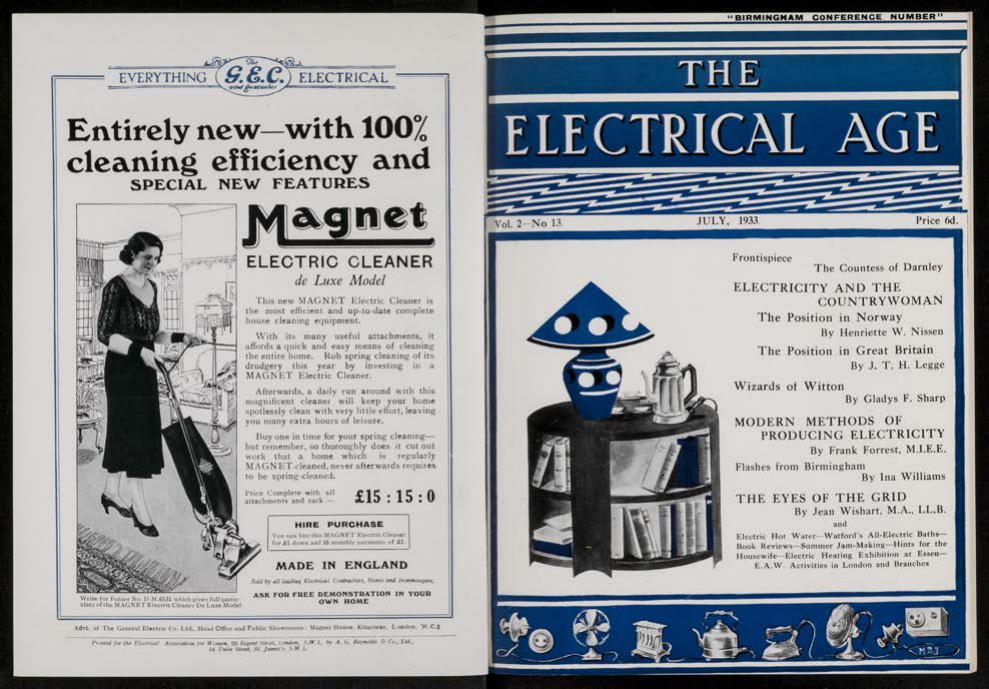 EVERYTHING The G.E.C. your guarantee ELECTRICAL
Entirely new—with 100%
cleaning efficiency and
SPECIAL NEW FEATURES
Magnet
ELECTRIC CLEANER
de Luxe Model
This new MAGNET Electric Cleaner is
the most efficient and up-to-date complete
house cleaning equipment.
With its many useful attachments, it
affords a quick and easy means of cleaning
the entire home. Rob spring cleaning of its
drudgery this year by investing in a
MAGNET Electric Cleaner.
Afterwards, a daily run around with this
magnificent cleaner will keep your home
spotlessly clean with very little effort, leaving
you many extra hours of leisure.
Buy one in time for your spring cleaning—
but remember, so thoroughly does it cut out
work that a home which is regularly
MAGNET-cleaned, never afterwards requires
to be spring-cleaned.
Price Complete with all
attachments and rack —
£15 : 15 : 0
HIRE PURCHASE
You can buy this MAGNET Electric Cleaner
for £1 down and 16 monthly payments of £1.
MADE IN ENGLAND
Sold by all leading Electrical Contractors, Stores and Ironmongers.
ASK FOR FREE DEMONSTRATION IN YOUR
OWN HOME
Write for Folder No. D.M.6531 which gives full partic-
ulars of the MAGNET Electric Cleaner De Luxe Model
Advt. of The General Electric Co. Ltd., Head Office and Public Showrooms: Magnet House, Kingsway, London, W.C.2
Printed for the Electrical Association for Women, 20 Regent Street, London, S.W.1, by A. G. Reynolds & Co., Ltd.,
Duke Street, St. James's, S.W.1.
"BIRMINGHAM CONFERENCE NUMBER"
THE
ELECTRICAL AGE
Vol. 2—No 13. JULY, 1933 Price 6d.
Frontispiece
The Countess of Darnley
ELECTRICITY AND THE
COUNTRYWOMAN
The Position in Norway
By Henriette W. Nissen
The Position in Great Britain
By J. T. H. Legge
Wizards of Witton
By Gladys F. Sharp
MODERN METHODS OF
PRODUCING ELECTRICITY
By Frank Forrest, M.I.E.E.
Flashes from Birmingham
By Ina Williams
THE EYES OF THE GRID
By Jean Wishart, M.A., LL.B.
and
Electric Hot Water—Watford's All-Electric Baths—
Book Reviews—Summer Jam-Making—Hints for the
Housewife—Electric Heating Exhibition at Essen—
E.A.W. Activities in London and Branches